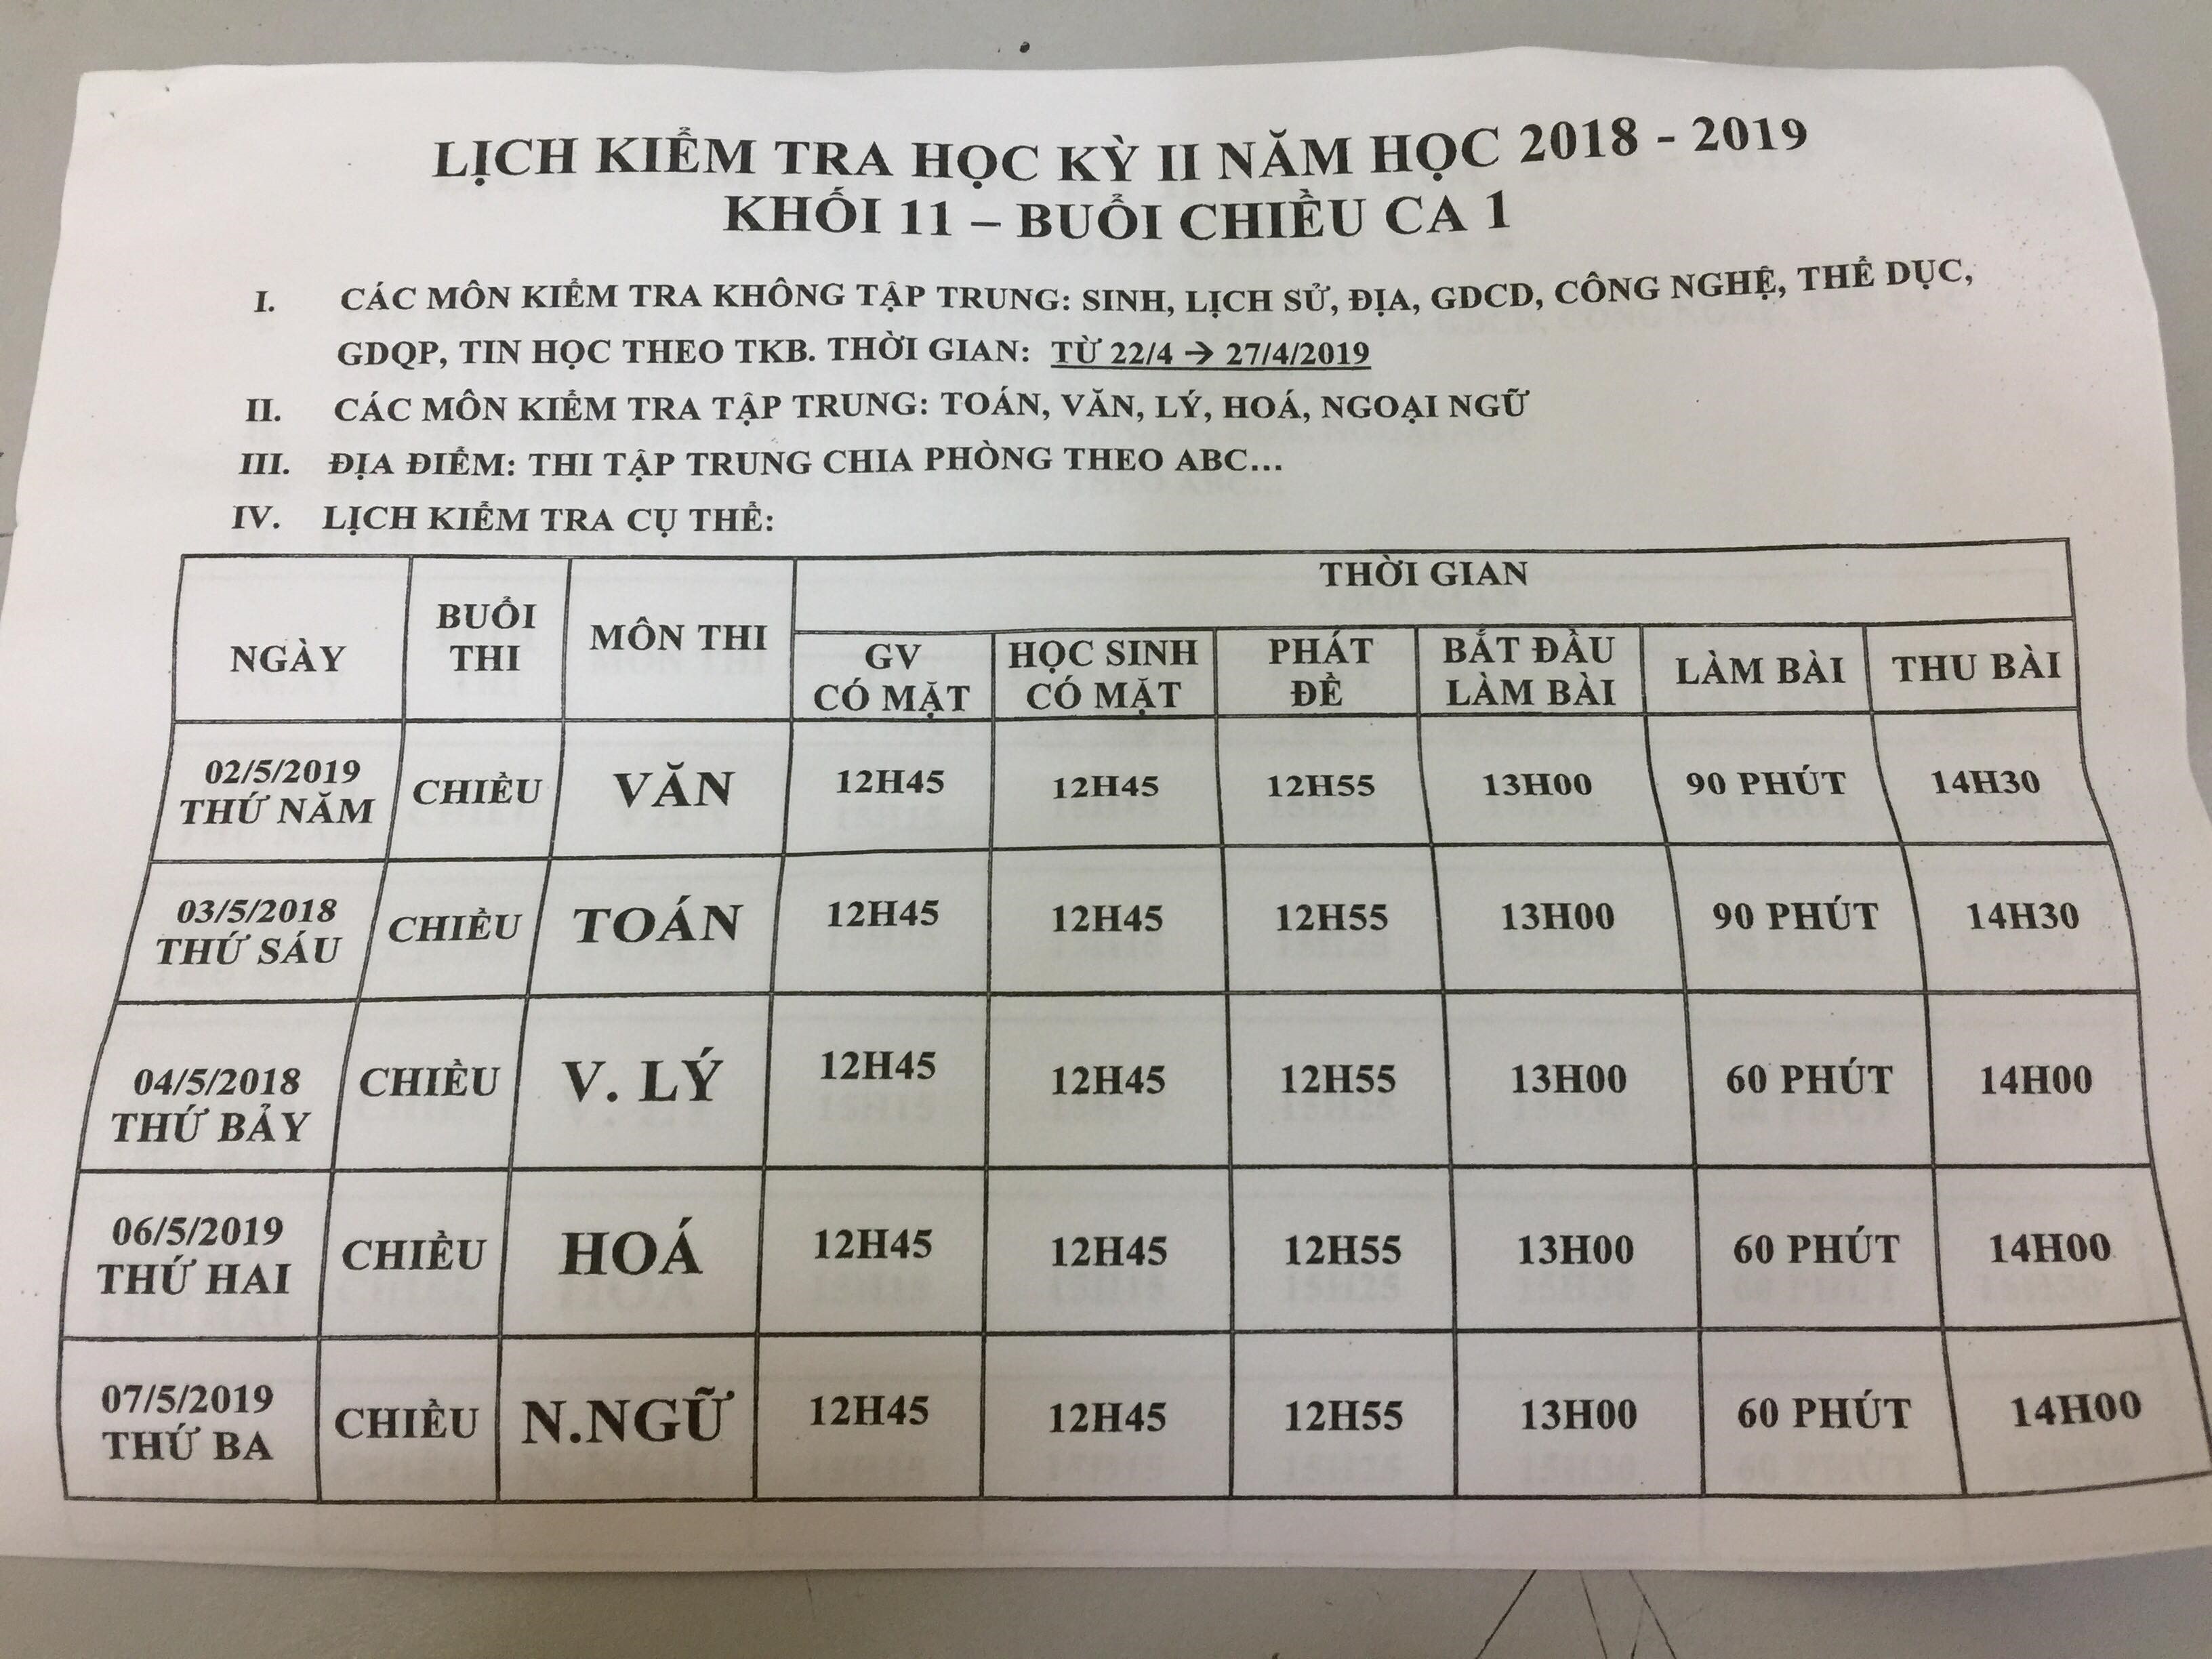 LỊCH KIỂM TRA HỌC KỲ II NĂM HỌC 2018 - 2019
KHỐI 11 – BUỔI CHIỀU CA 1
I. CÁC MÔN KIỂM TRA KHÔNG TẬP TRUNG: SINH, LỊCH SỬ, ĐỊA, GDCD, CÔNG NGHỆ, THỂ DỤC,
GDQP, TIN HỌC THEO TKB. THỜI GIAN: TỪ 22/4 → 27/4/2019
II. CÁC MÔN KIỂM TRA TẬP TRUNG: TOÁN, VĂN, LÝ, HOÁ, NGOẠI NGỮ
III. ĐỊA ĐIỂM: THI TẬP TRUNG CHIA PHÒNG THEO ABC...
IV. LỊCH KIỂM TRA CỤ THỂ:
NGÀY
BUỔI
THI
MÔN THI
THỜI GIAN
GV
CÓ MẶT
HỌC SINH
CÓ MẶT
PHÁT
ĐỀ
BẮT ĐẦU
LÀM BÀI
LÀM BÀI
THU BÀI
02/5/2019
THỨ NĂM
CHIỀU
VĂN
12H45
12H45
12H55
13H00
90 PHÚT
14H30
03/5/2018
THỨ SÁU
CHIỀU
TOÁN
12H45
12H45
12H55
13H00
90 PHÚT
14H30
04/5/2018
THỨ BẢY
CHIỀU
V. LÝ
12H45
12H45
12H55
13H00
60 PHÚT
14H00
06/5/2019
THỨ HAI
CHIỀU
HOÁ
12H45
12H45
12H55
13H00
60 PHÚT
14H00
07/5/2019
THỨ BA
CHIỀU
N.NGỮ
12H45
12H45
12H55
13H00
60 PHÚT
14H00